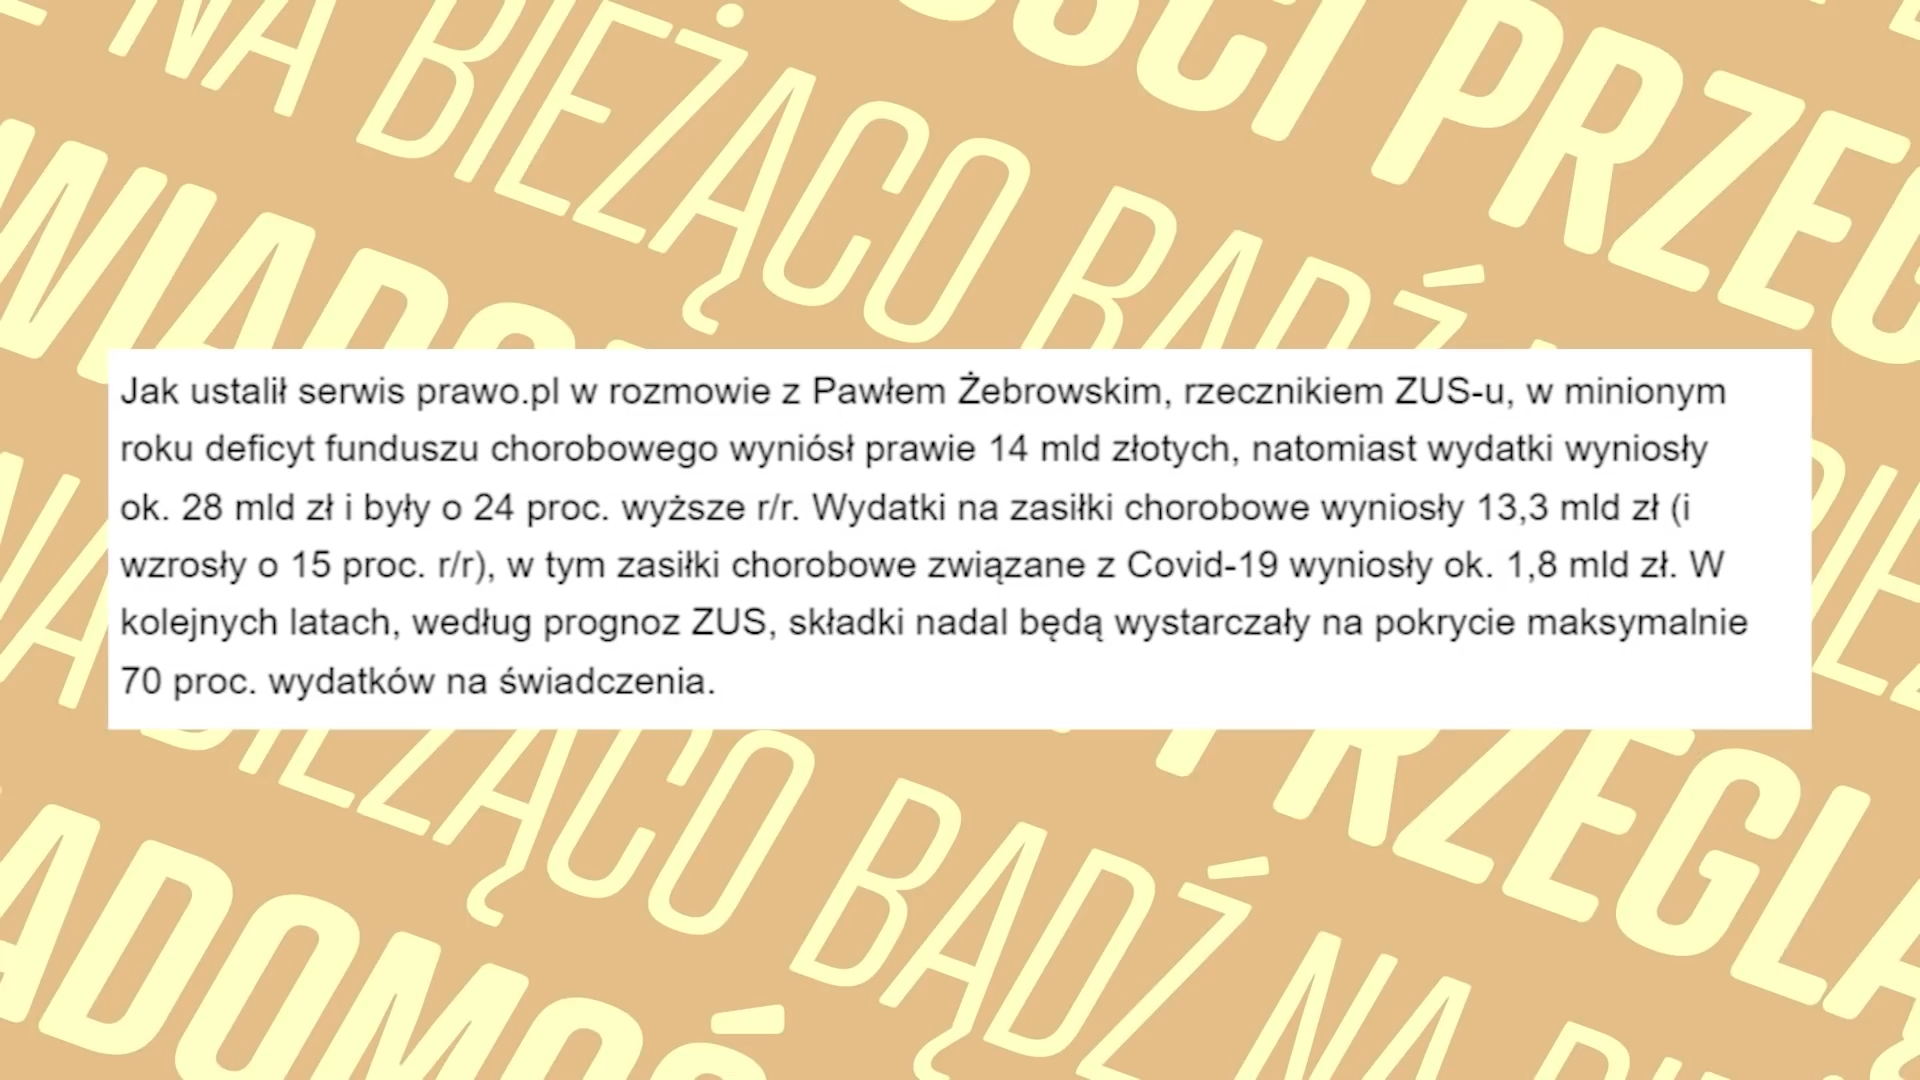 NA BIEŻĄCO BĄDŹ
PRZEG
Jak ustalił serwis prawo.pl w rozmowie z Pawłem Żebrowskim, rzecznikiem ZUS-u, w minionym
roku deficyt funduszu chorobowego wyniósł prawie 14 mld złotych, natomiast wydatki wyniosły
ok. 28 mld zł i były o 24 proc. wyższe r/r. Wydatki na zasiłki chorobowe wyniosły 13,3 mld zł (i
wzrosły o 15 proc. r/r), w tym zasiłki chorobowe związane z Covid-19 wyniosły ok. 1,8 mld zł. W
kolejnych latach, według prognoz ZUS, składki nadal będą wystarczały na pokrycie maksymalnie
70 proc. wydatków na świadczenia.
BIEŻĄCO BĄDŹ NA
PRZEGLĄ
ADOMOŚ